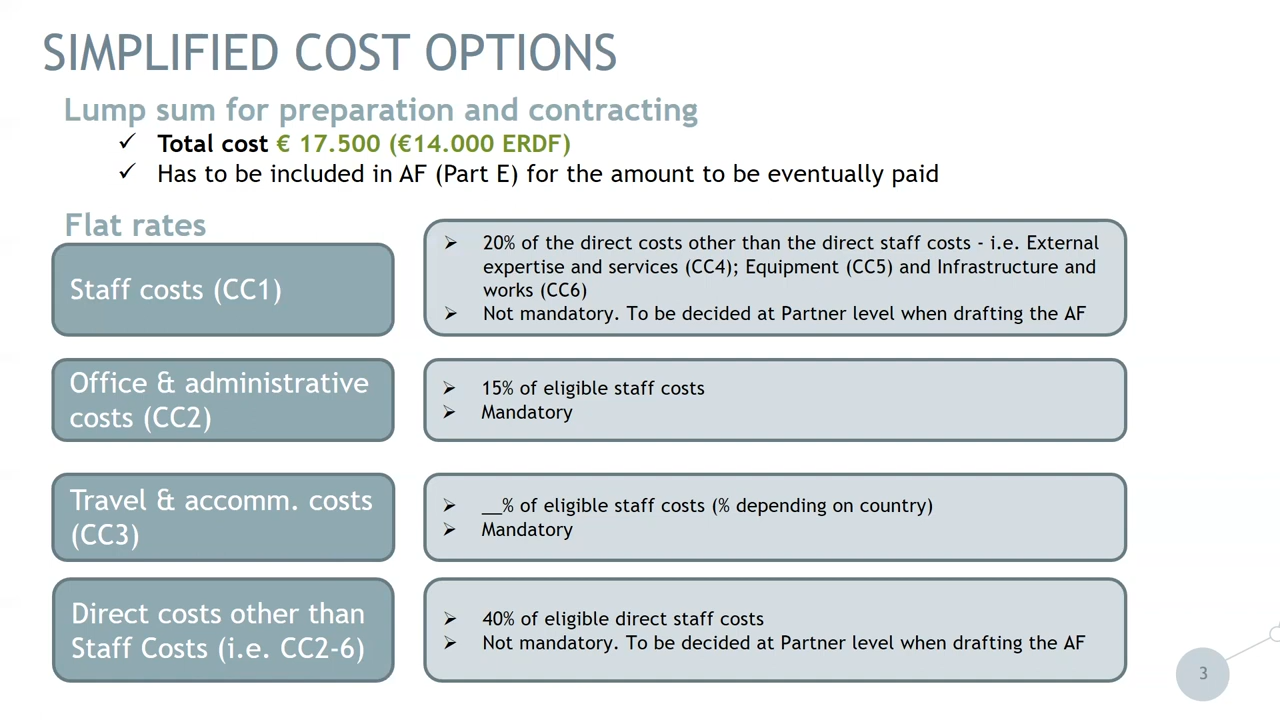 SIMPLIFIED COST OPTIONS
Lump sum for preparation and contracting
✓ Total cost € 17.500 (€14.000 ERDF)
✓ Has to be included in AF (Part E) for the amount to be eventually paid
Flat rates
Staff costs (CC1)
➢ 20% of the direct costs other than the direct staff costs - i.e. External
expertise and services (CC4); Equipment (CC5) and Infrastructure and
works (CC6)
➢ Not mandatory. To be decided at Partner level when drafting the AF
Office & administrative
costs (CC2)
➢ 15% of eligible staff costs
➢ Mandatory
Travel & accomm. costs
(CC3)
➢ __% of eligible staff costs (% depending on country)
➢ Mandatory
Direct costs other than
Staff Costs (i.e. CC2-6)
➢ 40% of eligible direct staff costs
➢ Not mandatory. To be decided at Partner level when drafting the AF
3